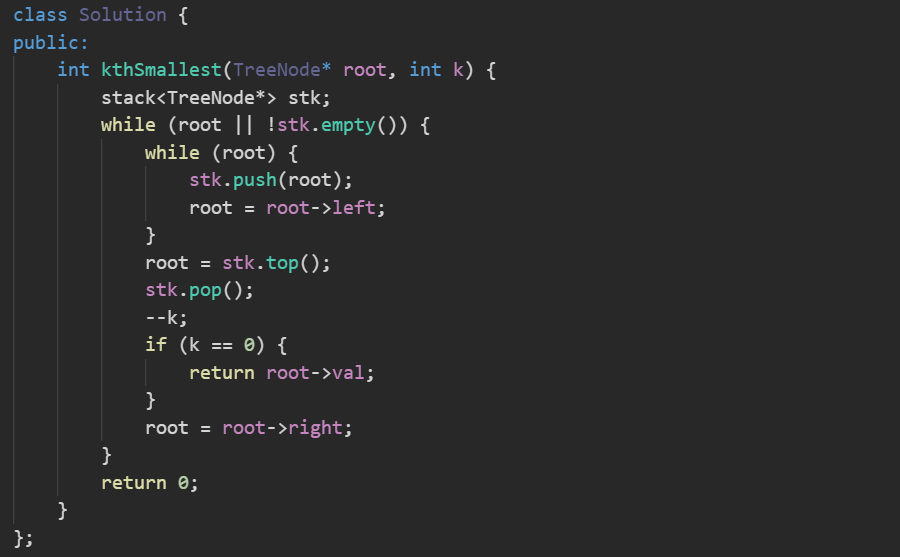 class Solution {
public:
    int kthSmallest(TreeNode* root, int k) {
        stack<TreeNode*> stk;
        while (root || !stk.empty()) {
            while (root) {
                stk.push(root);
                root = root->left;
            }
            root = stk.top();
            stk.pop();
            --k;
            if (k == 0) {
                return root->val;
            }
            root = root->right;
        }
        return 0;
    }
};